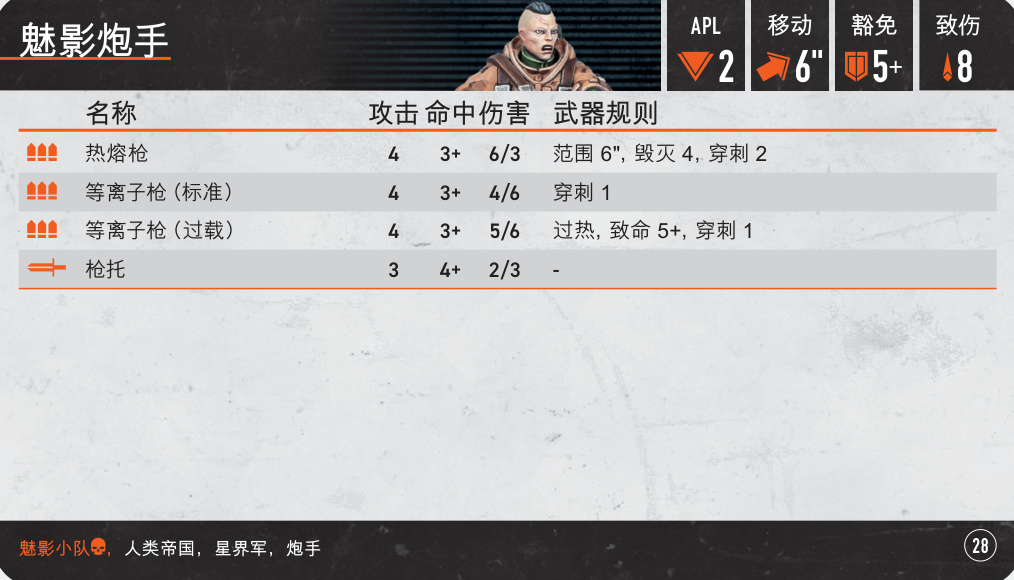 魅影炮手
APL 移动 豁免 致伤
2 6" 5+ 8
名称 攻击 命中 伤害 武器规则
热熔枪 4 3+ 6/3 范围 6", 毁灭 4, 穿刺 2
等离子枪（标准） 4 3+ 4/6 穿刺 1
等离子枪（过载） 4 3+ 5/6 过热, 致命 5+, 穿刺 1
枪托 3 4+ 2/3 -
魅影小队, 人类帝国, 星界军, 炮手 28